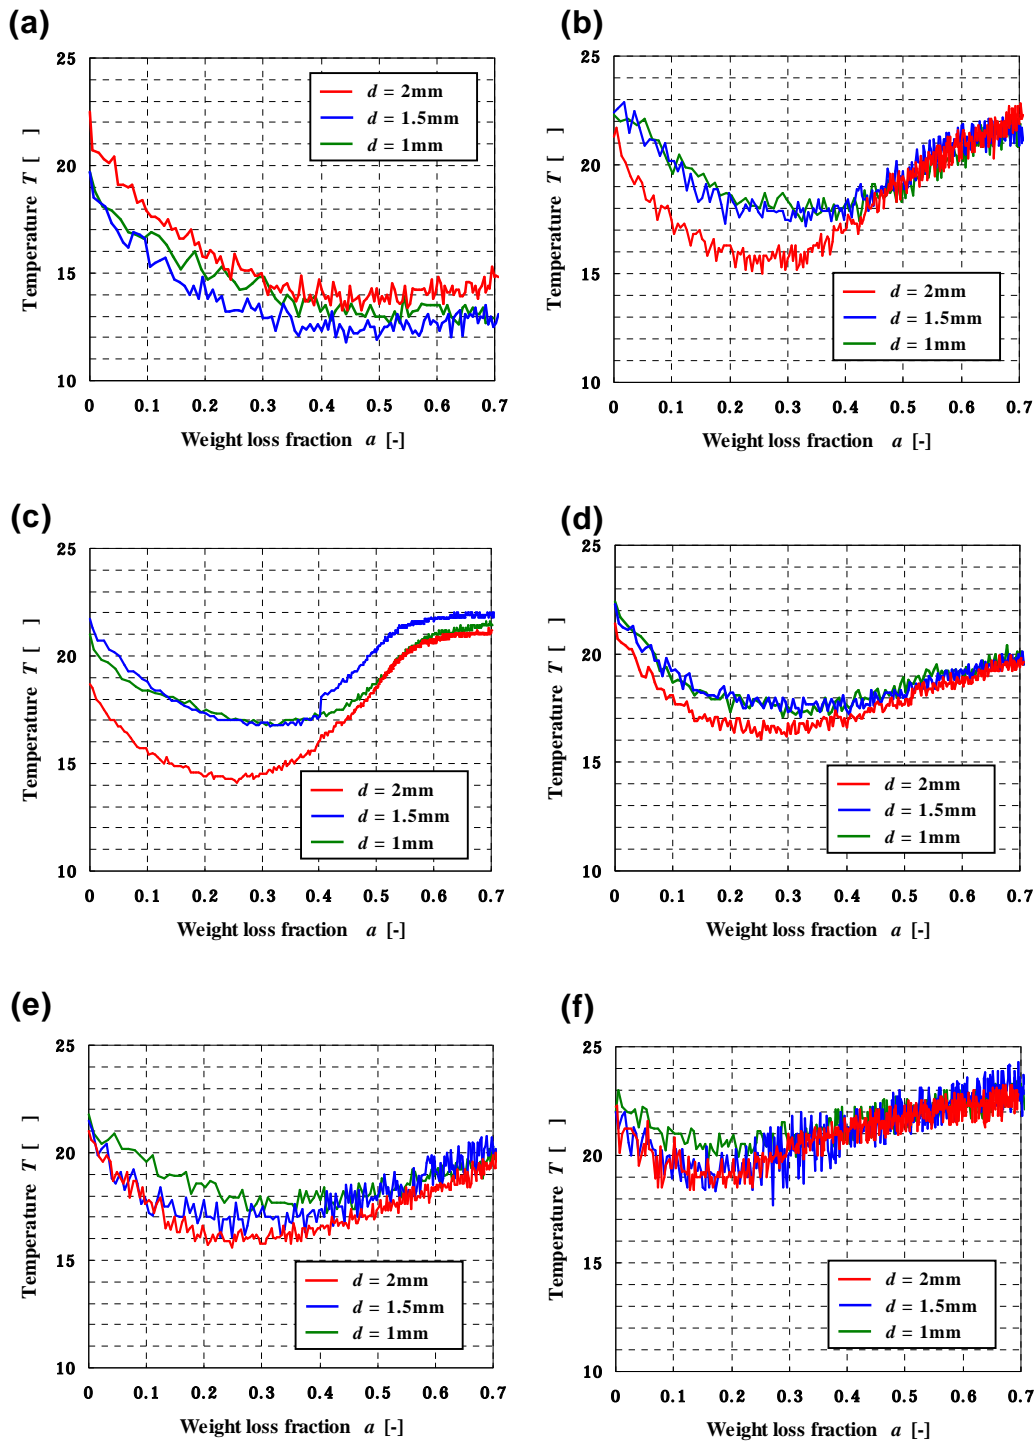 (a)
25
20
15
10
Temperature T [ ]
d = 2mm
d = 1.5mm
d = 1mm
0 0.1 0.2 0.3 0.4 0.5 0.6 0.7
Weight loss fraction a [-]
(b)
25
20
15
10
Temperature T [ ]
d = 2mm
d = 1.5mm
d = 1mm
0 0.1 0.2 0.3 0.4 0.5 0.6 0.7
Weight loss fraction a [-]
(c)
25
20
15
10
Temperature T [ ]
d = 2mm
d = 1.5mm
d = 1mm
0 0.1 0.2 0.3 0.4 0.5 0.6 0.7
Weight loss fraction a [-]
(d)
25
20
15
10
Temperature T [ ]
d = 2mm
d = 1.5mm
d = 1mm
0 0.1 0.2 0.3 0.4 0.5 0.6 0.7
Weight loss fraction a [-]
(e)
25
20
15
10
Temperature T [ ]
d = 2mm
d = 1.5mm
d = 1mm
0 0.1 0.2 0.3 0.4 0.5 0.6 0.7
Weight loss fraction a [-]
(f)
25
20
15
10
Temperature T [ ]
d = 2mm
d = 1.5mm
d = 1mm
0 0.1 0.2 0.3 0.4 0.5 0.6 0.7
Weight loss fraction a [-]